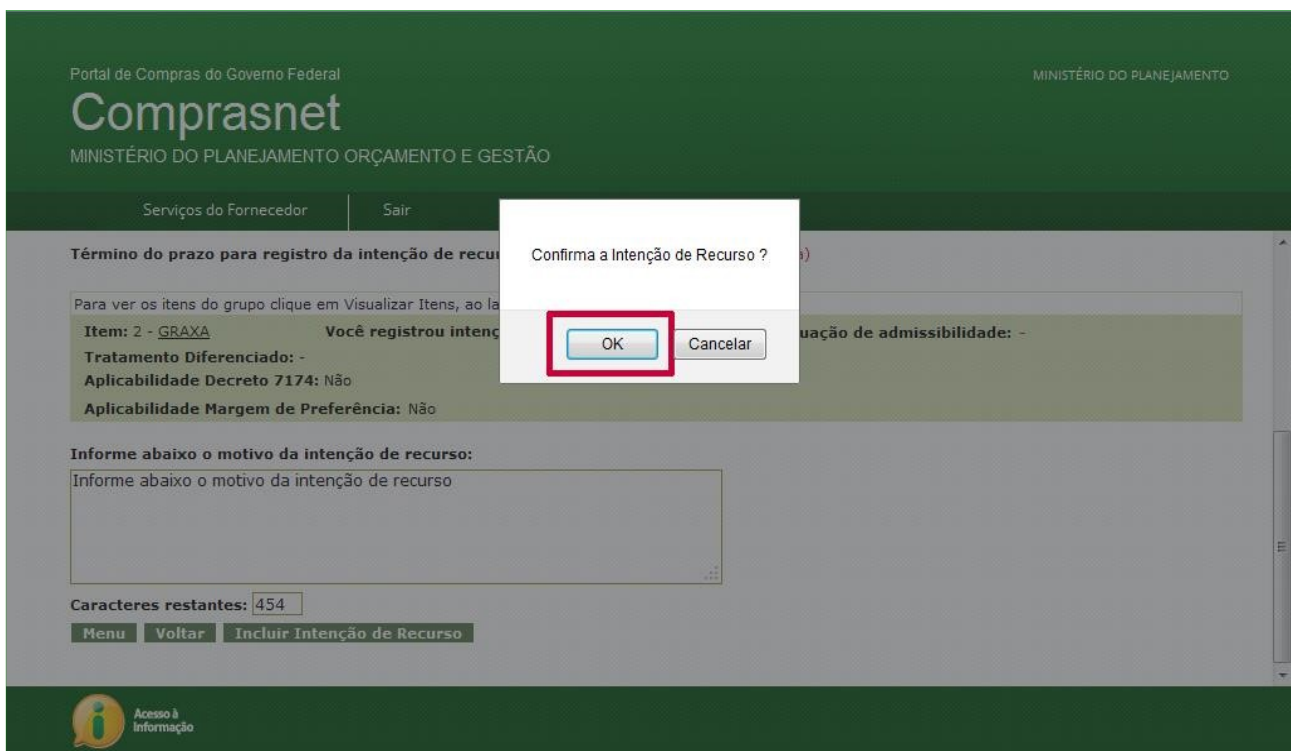 Portal de Compras do Governo Federal
MINISTÉRIO DO PLANEJAMENTO
Comprasnet
MINISTÉRIO DO PLANEJAMENTO ORÇAMENTO E GESTÃO
Serviços do Fornecedor
Sair
Término do prazo para registro da intenção de
Confirma a Intenção de Recurso ?
Para ver os itens do grupo clique em Visualizar Itens, ao
Item: 2 - GRAXA Você registrou
OK
Cancelar
de admissibilidade: -
Tratamento Diferenciado: -
Aplicabilidade Decreto 7174: Não
Aplicabilidade Margem de Preferência: Não
Informe abaixo o motivo da intenção de recurso:
Informe abaixo o motivo da intenção de recurso
Caracteres restantes: 454
Menu Voltar Incluir Intenção de Recurso
Acesso à
Informação